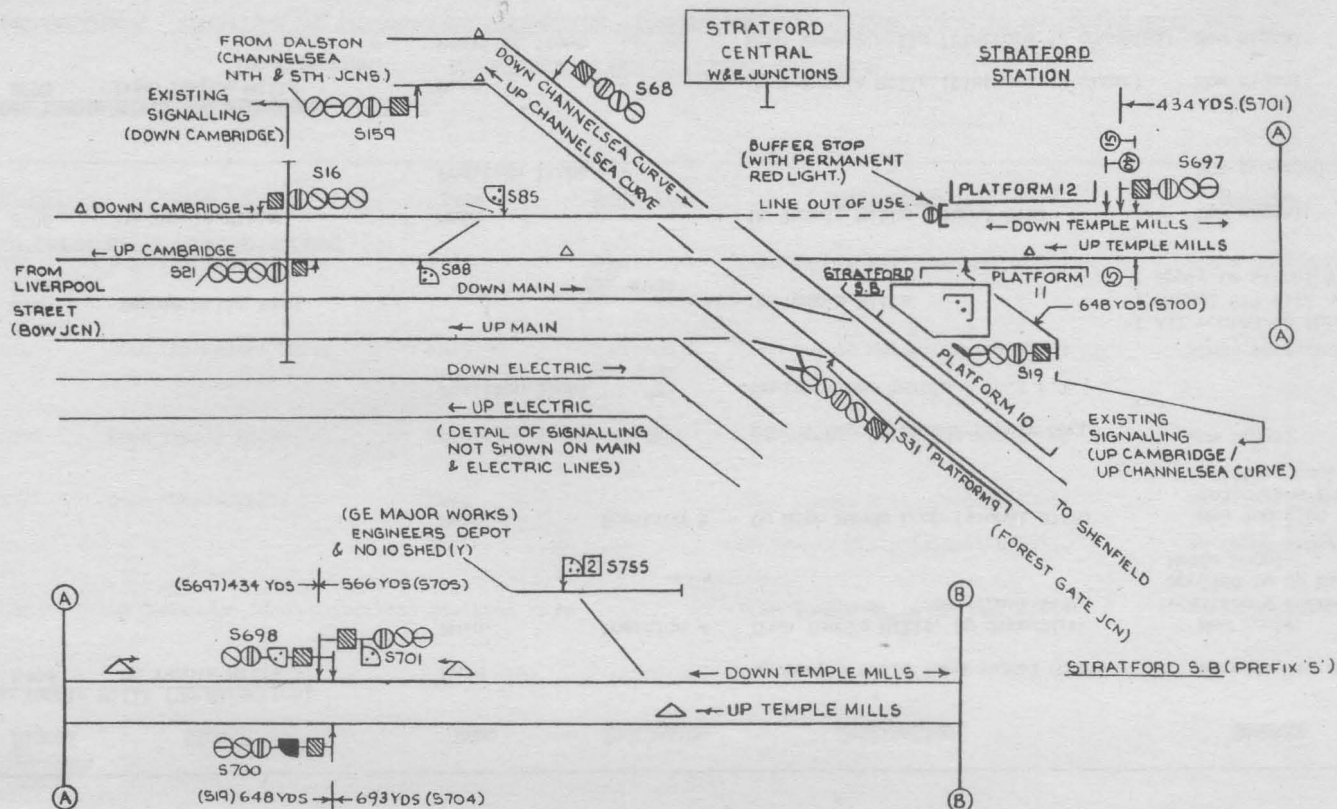 STRATFORD
CENTRAL
W&E JUNCTIONS
STRATFORD
STATION
FROM DALSTON
(CHANNELSEA
NTH & STH JCNS)
EXISTING
SIGNALLING
(DOWN CAMBRIDGE)
S159
DOWN CHANNELSEA CURVE
UP CHANNELSEA CURVE
S68
434 YDS. (S701)
A
S697
S16
S85
BUFFER STOP
(WITH PERMANENT
RED LIGHT.)
LINE OUT OF USE.
PLATFORM 12
DOWN CAMBRIDGE
DOWN TEMPLE MILLS
UP TEMPLE MILLS
UP CAMBRIDGE
S21
S88
FROM
LIVERPOOL
STREET
(BOW JCN).
DOWN MAIN
UP MAIN
DOWN ELECTRIC
UP ELECTRIC
(DETAIL OF SIGNALLING
NOT SHOWN ON MAIN
& ELECTRIC LINES)
STRATFORD
S.B.
PLATFORM
11
648 YDS (S700)
A
S19
PLATFORM 10
S31
(PLATFORM 9)
EXISTING
SIGNALLING
(UP CAMBRIDGE/
UP CHANNELSEA CURVE)
TO SHENFIELD
(FOREST GATE JCN)
(GE MAJOR WORKS)
ENGINEERS DEPOT
& NO 10 SHED (Y)
2 S755
A
(S697) 434 YDS
566 YDS (S705)
B
S698
S701
DOWN TEMPLE MILLS
STRATFORD S.B (PREFIX 'S')
UP TEMPLE MILLS
S700
A
(S19) 648 YDS
693 YDS (S704)
B